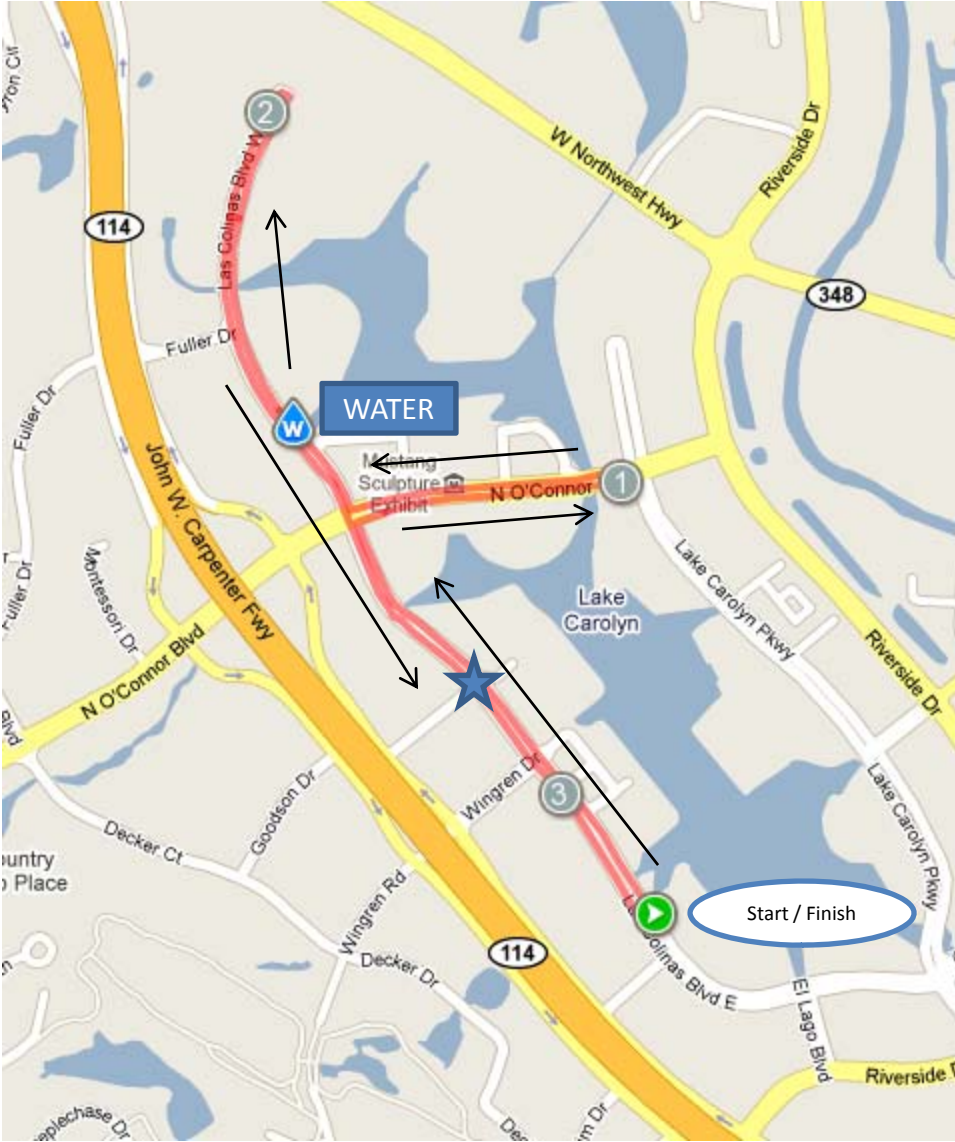 2
Las Colinas Blvd W
W Northwest Hwy
Riverside Dr
114
348
Fuller Dr
Fuller Dr
Fuller Dr
WATER
W
Mustang
Sculpture
Exhibit
N O'Connor
1
John W. Carpenter Fwy
Montessori Dr
N O'Connor Blvd
Blvd
Lake
Carolyn
Lake Carolyn Pkwy
Riverside Dr
Lake Carolyn Pkwy
Goodson Dr
Wingren Dr
3
Decker Ct
Place
Wingren Rd
Decker Dr
Start / Finish
114
Colinas Blvd E
El Lago Blvd
Riverside